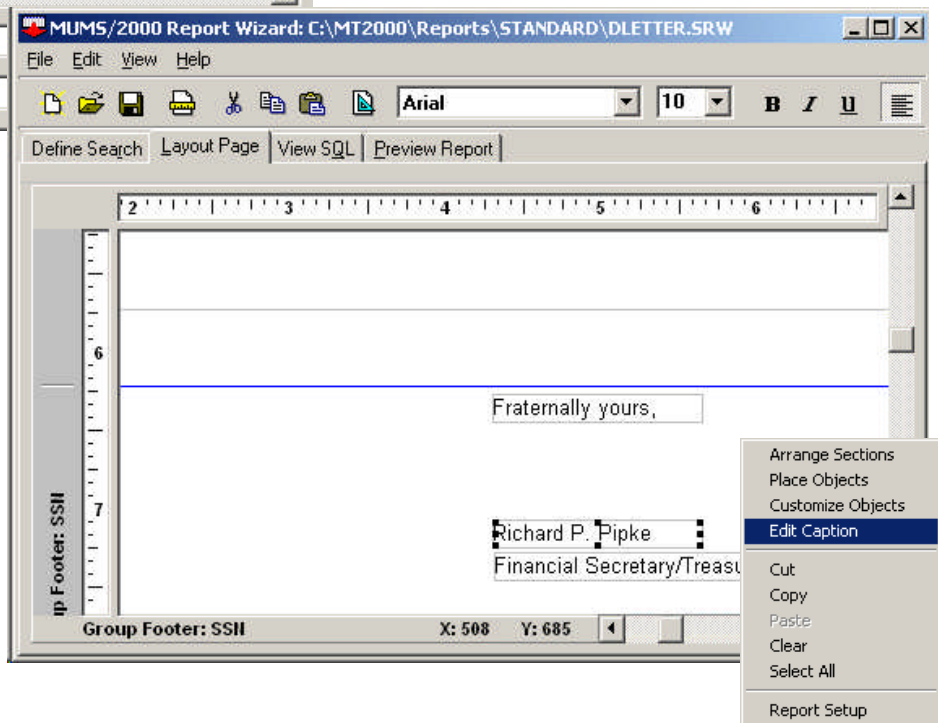 MUMS/2000 Report Wizard: C:\MT2000\Reports\STANDARD\DLETTER.SRW
File Edit View Help
Arial 10 B I U
Define Search Layout Page View SQL Preview Report
2 3 4 5 6
6
Fraternally yours,
7
Richard P. Pipke
Financial Secretary/Treasu
p Footer: SSN
Group Footer: SSN X: 508 Y: 685
Arrange Sections
Place Objects
Customize Objects
Edit Caption
Cut
Copy
Paste
Clear
Select All
Report Setup